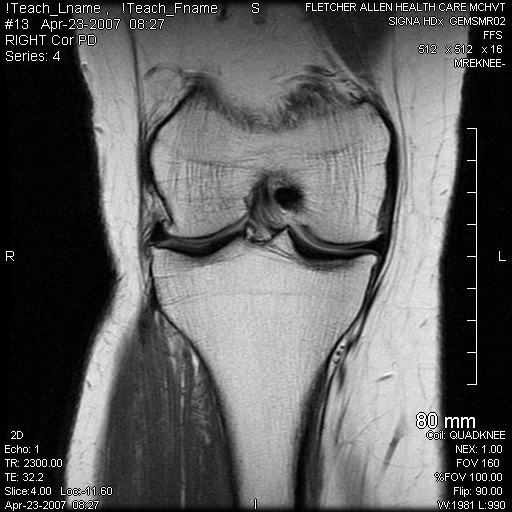 !Teach_Lname , !Teach_Fname
#13 Apr-23-2007 08:27
RIGHT Cor PD
Series: 4
S
FLETCHER ALLEN HEALTH CARE MCHVT
SIGNA HDx GEMSMR02
FFS
512 x 512 x 16
MREKNEE-
R
L
80 mm
2D
Echo: 1
TR: 2300.00
TE: 32.2
Slice:4.00 Loc:-11.60
Apr-23-2007 08:27
I
Coil: QUADKNEE
NEX: 1.00
FOV 160
%FOV 100.00
Flip: 90.00
W:1981 L:990